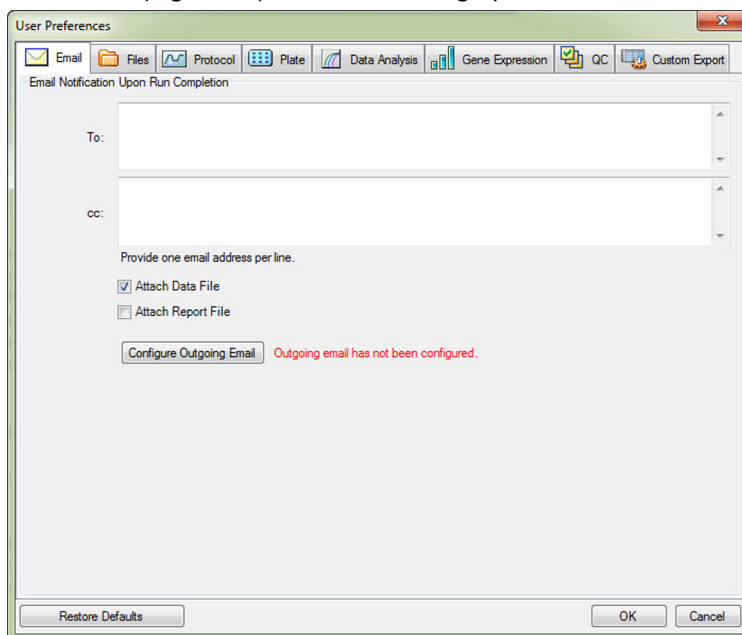 User Preferences
Email Files Protocol Plate Data Analysis Gene Expression QC Custom Export
Email Notification Upon Run Completion
To:
cc:
Provide one email address per line.
Attach Data File
Attach Report File
Configure Outgoing Email Outgoing email has not been configured.
Restore Defaults OK Cancel